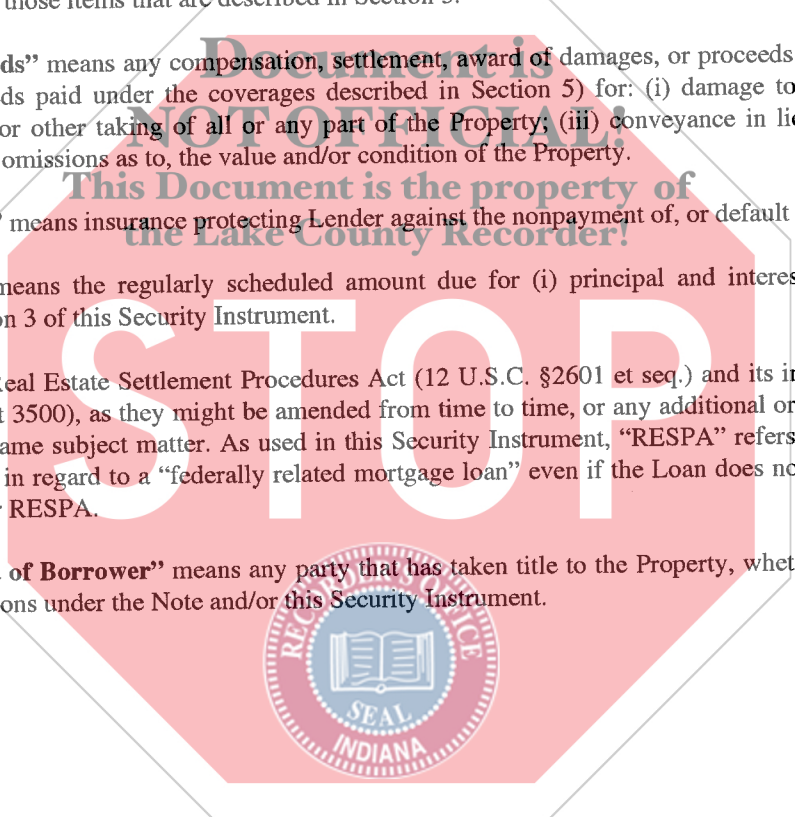 those items that are described in Section 3.
Document is
ds” means any compensation, settlement, award of damages, or proceeds
ds paid under the coverages described in Section 5) for: (i) damage to
NOT OFFICIAL!
or other taking of all or any part of the Property; (iii) conveyance in lie
omissions as to, the value and/or condition of the Property.
This Document is the property of
” means insurance protecting Lender against the nonpayment of, or default
the Lake County Recorder!
means the regularly scheduled amount due for (i) principal and interes
on 3 of this Security Instrument.
STOP
Real Estate Settlement Procedures Act (12 U.S.C. §2601 et seq.) and its i
t 3500), as they might be amended from time to time, or any additional or
ame subject matter. As used in this Security Instrument, “RESPA” refers
in regard to a “federally related mortgage loan” even if the Loan does no
r RESPA.
of Borrower” means any party that has taken title to the Property, whet
ons under the Note and/or this Security Instrument.
RECORDER'S OFFICE
SEAL
INDIANA